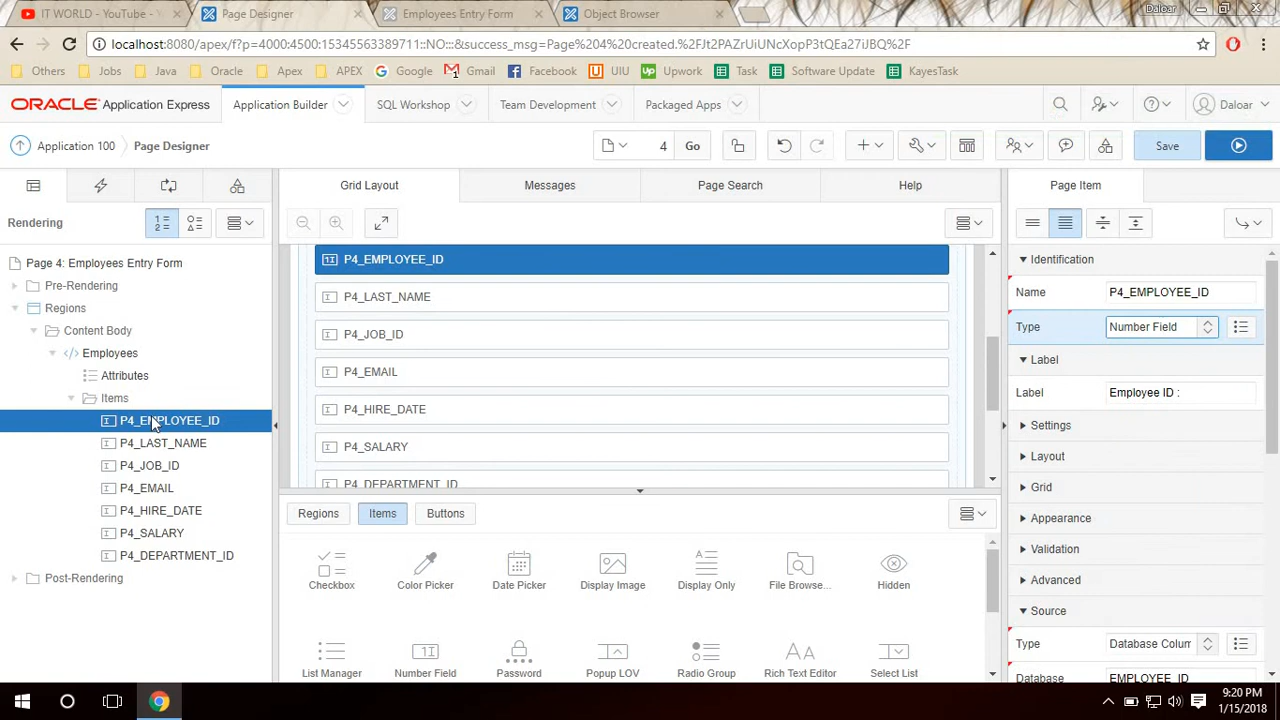 IT WORLD - YouTube -
Page Designer
Employees Entry Form
Object Browser
Daloar
localhost:8080/apex/f?p=4000:4500:15345563389711::NO:::&success_msg=Page%204%20created.%2FJt2PAZrUiUNcXopP3tQEa27iJBQ%2F
Others
Jobs
Java
Oracle
Apex
APEX
Google
Gmail
Facebook
UIU
Upwork
Task
Software Update
KayesTask
ORACLE Application Express
Application Builder
SQL Workshop
Team Development
Packaged Apps
Daloar
Application 100
Page Designer
4
Go
Save
Grid Layout
Messages
Page Search
Help
Page Item
Rendering
Page 4: Employees Entry Form
Pre-Rendering
Regions
Content Body
Employees
Attributes
Items
P4_EMPLOYEE_ID
P4_LAST_NAME
P4_JOB_ID
P4_EMAIL
P4_HIRE_DATE
P4_SALARY
P4_DEPARTMENT_ID
Post-Rendering
P4_EMPLOYEE_ID
P4_LAST_NAME
P4_JOB_ID
P4_EMAIL
P4_HIRE_DATE
P4_SALARY
P4_DEPARTMENT_ID
Regions
Items
Buttons
Checkbox
Color Picker
Date Picker
Display Image
Display Only
File Browse...
Hidden
List Manager
Number Field
Password
Popup LOV
Radio Group
Rich Text Editor
Select List
Identification
Name
P4_EMPLOYEE_ID
Type
Number Field
Label
Label
Employee ID :
Settings
Layout
Grid
Appearance
Validation
Advanced
Source
Type
Database Colum
Database
EMPLOYEE_ID
9:20 PM
1/15/2018